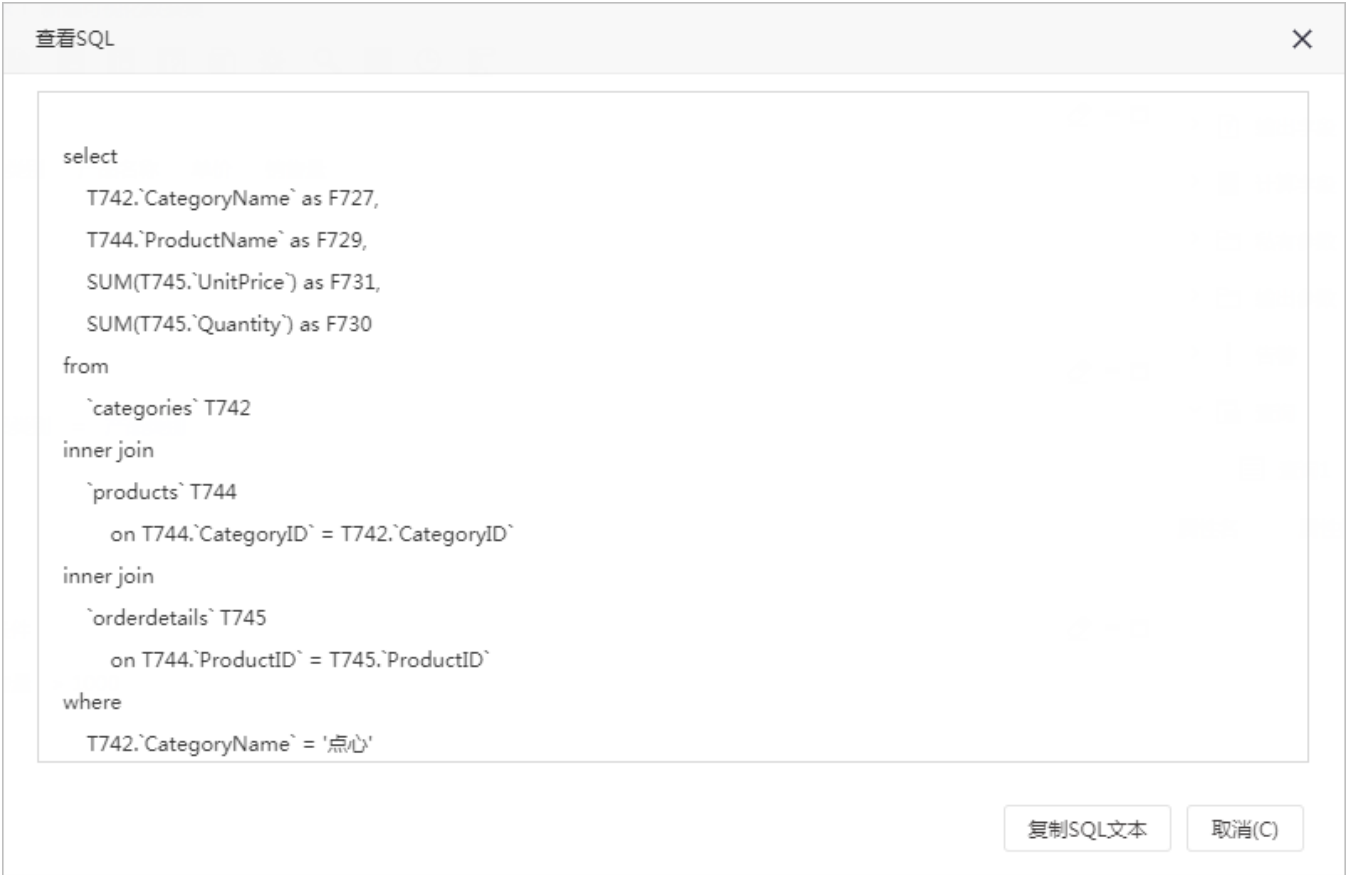 查看SQL
select
T742.`CategoryName` as F727,
T744.`ProductName` as F729,
SUM(T745.`UnitPrice`) as F731,
SUM(T745.`Quantity`) as F730
from
`categories` T742
inner join
`products` T744
on T744.`CategoryID` = T742.`CategoryID`
inner join
`orderdetails` T745
on T744.`ProductID` = T745.`ProductID`
where
T742.`CategoryName` = '点心'
复制SQL文本 取消(C)